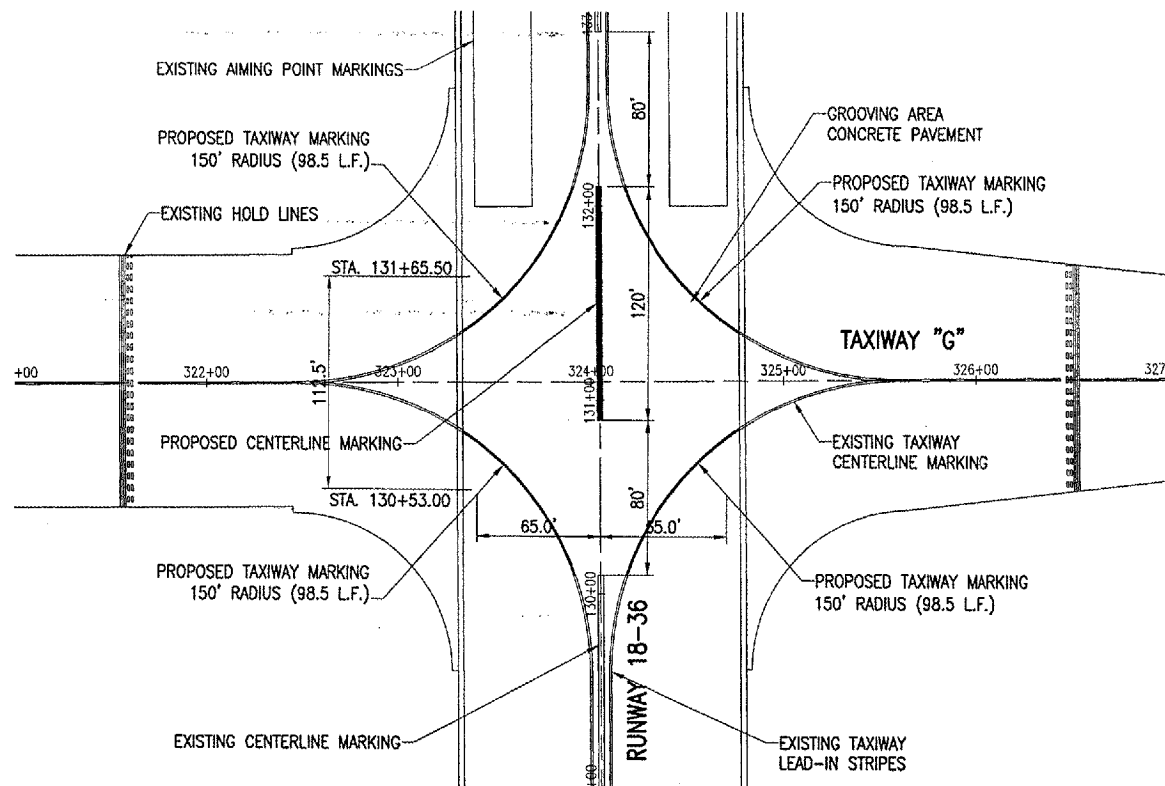 EXISTING AIMING POINT MARKINGS
80'
GROOVING AREA
CONCRETE PAVEMENT
PROPOSED TAXIWAY MARKING
150' RADIUS (98.5 L.F.)
PROPOSED TAXIWAY MARKING
150' RADIUS (98.5 L.F.)
EXISTING HOLD LINES
132+00
STA. 131+65.50
120'
TAXIWAY "G"
+00
322+00
323+00
324+00
325+00
326+00
327
112.5'
131+00
PROPOSED CENTERLINE MARKING
EXISTING TAXIWAY
CENTERLINE MARKING
STA. 130+53.00
80'
65.0'
65.0'
PROPOSED TAXIWAY MARKING
150' RADIUS (98.5 L.F.)
130+00
PROPOSED TAXIWAY MARKING
150' RADIUS (98.5 L.F.)
RUNWAY 18-36
EXISTING CENTERLINE MARKING
EXISTING TAXIWAY
LEAD-IN STRIPES
+00